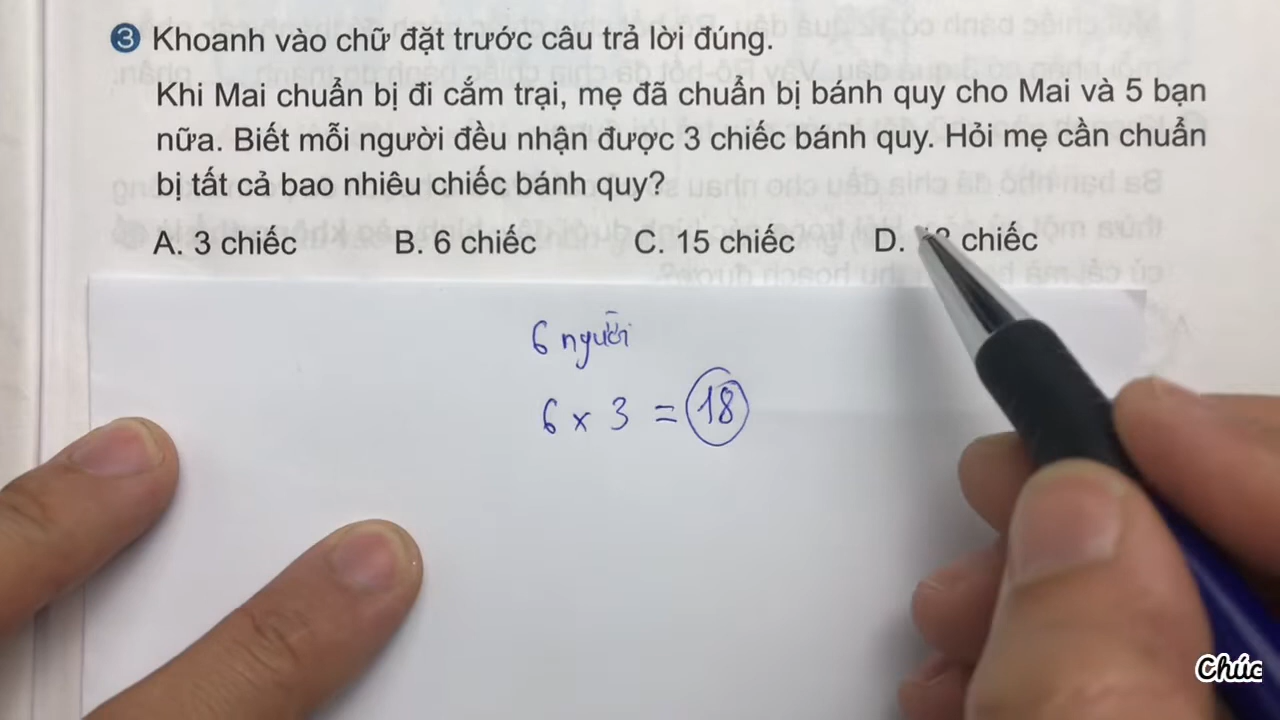 3 Khoanh vào chữ đặt trước câu trả lời đúng.
Khi Mai chuẩn bị đi cắm trại, mẹ đã chuẩn bị bánh quy cho Mai và 5 bạn
nữa. Biết mỗi người đều nhận được 3 chiếc bánh quy. Hỏi mẹ cần chuẩn
bị tất cả bao nhiêu chiếc bánh quy?
A. 3 chiếc B. 6 chiếc C. 15 chiếc D. chiếc
6 người
6 x 3 = 18
Chúc